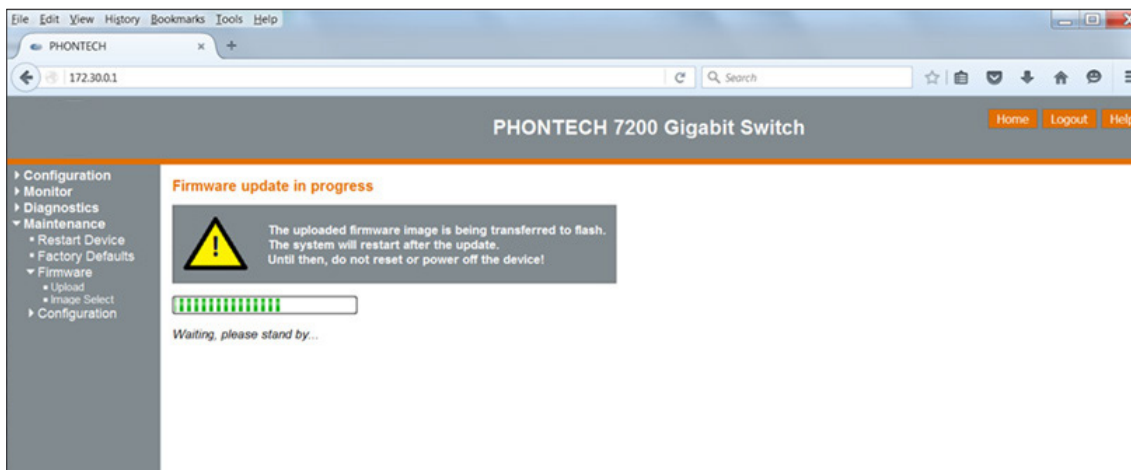 File Edit View History Bookmarks Tools Help
PHONTECH
172.30.0.1
Search
PHONTECH 7200 Gigabit Switch
Home Logout Help
Configuration
Monitor
Diagnostics
Maintenance
Restart Device
Factory Defaults
Firmware
Upload
Image Select
Configuration
Firmware update in progress
!
The uploaded firmware image is being transferred to flash.
The system will restart after the update.
Until then, do not reset or power off the device!
Waiting, please stand by...